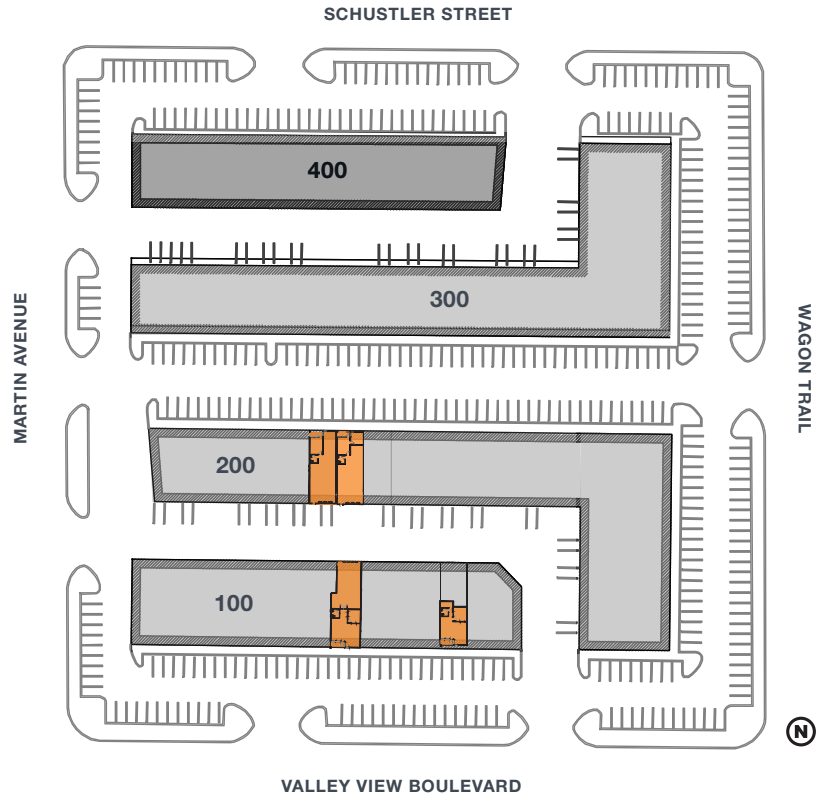 SCHUSTLER STREET
400
300
MARTIN AVENUE
WAGON TRAIL
200
100
N
VALLEY VIEW BOULEVARD